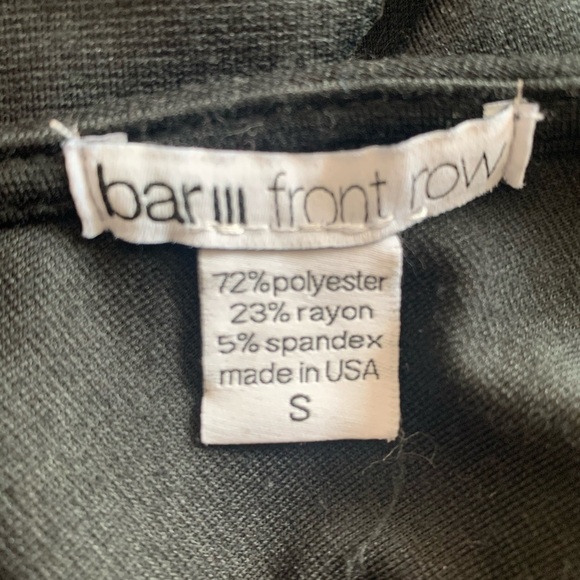 bar III front row
72% polyester
23% rayon
5% spandex
made in USA
S